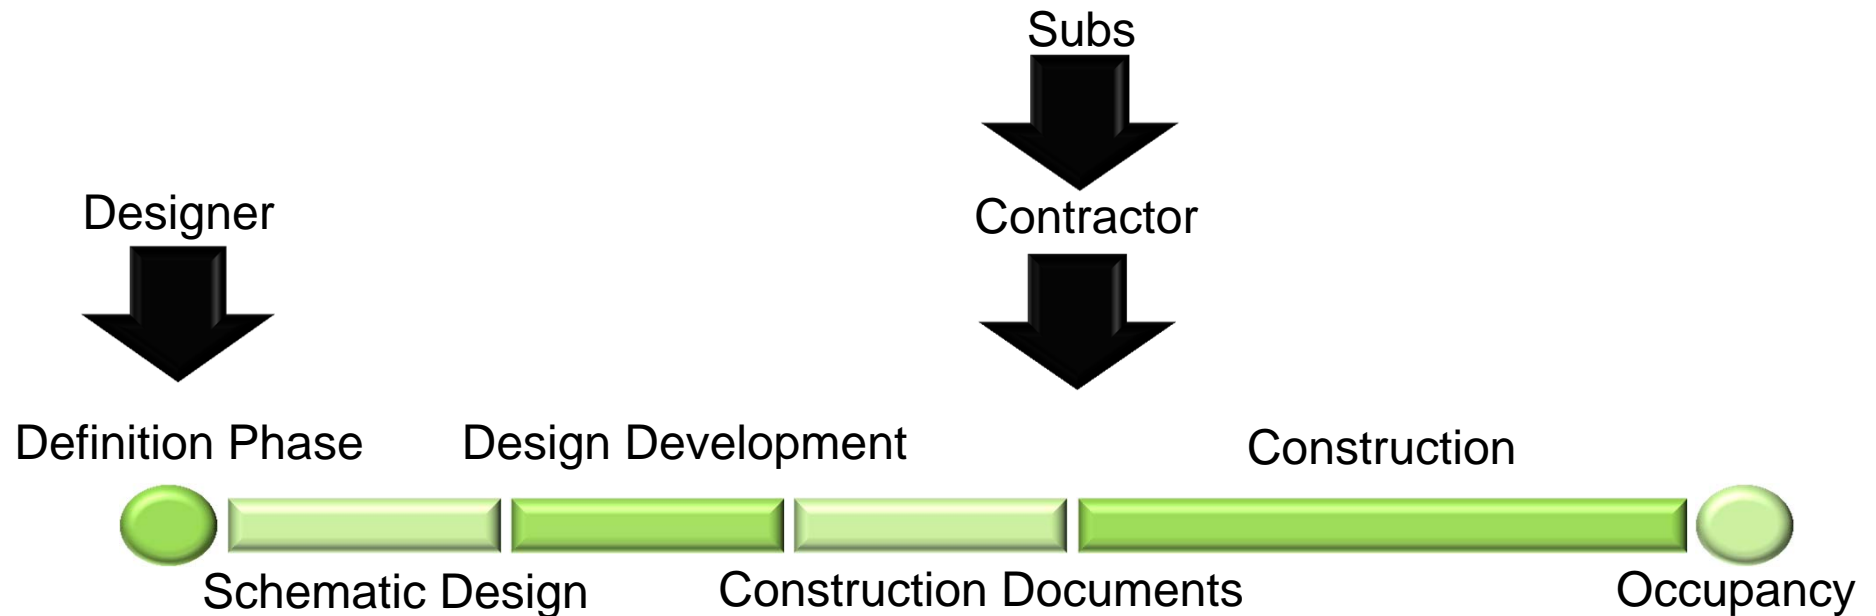 Subs
Designer
Contractor
Definition Phase
Design Development
Construction
Schematic Design
Construction Documents
Occupancy